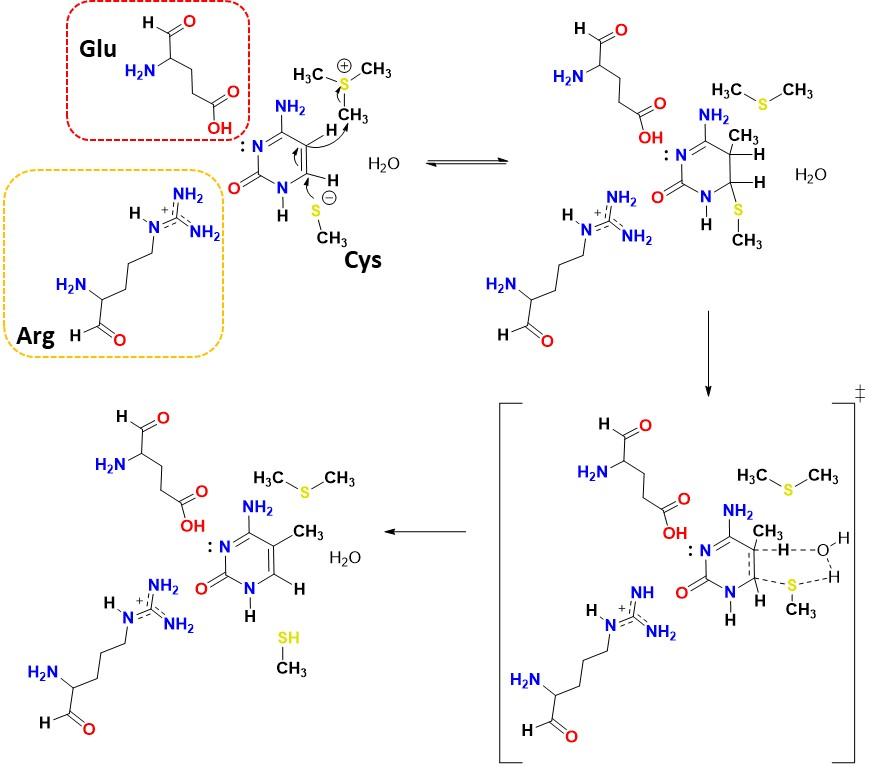 Glu
H
O
H₂N
O
OH
⊕
H₃C
S
CH₃
CH₃
NH₂
H
: N
O
N
H
H
S ⊖
CH₃
Cys
H₂O
NH₂
H
+
N
NH₂
H₂N
H
O
Arg
H
O
H₂N
O
OH
H₃C
S
CH₃
NH₂
CH₃
: N
H
H
O
NH
S
CH₃
H₂O
NH₂
H
+
N
NH₂
H₂N
H
O
H
O
H₂N
O
OH
H₃C
S
CH₃
NH₂
CH₃
: N
O
N
H
H
H₂O
SH
CH₃
NH₂
H
+
N
NH₂
H₂N
H
O
‡
H
O
H₂N
O
OH
H₃C
S
CH₃
NH₂
CH₃
: N
H
O
H
H
O
N
H
H
S
CH₃
NH
H
+
N
NH₂
H₂N
H
O